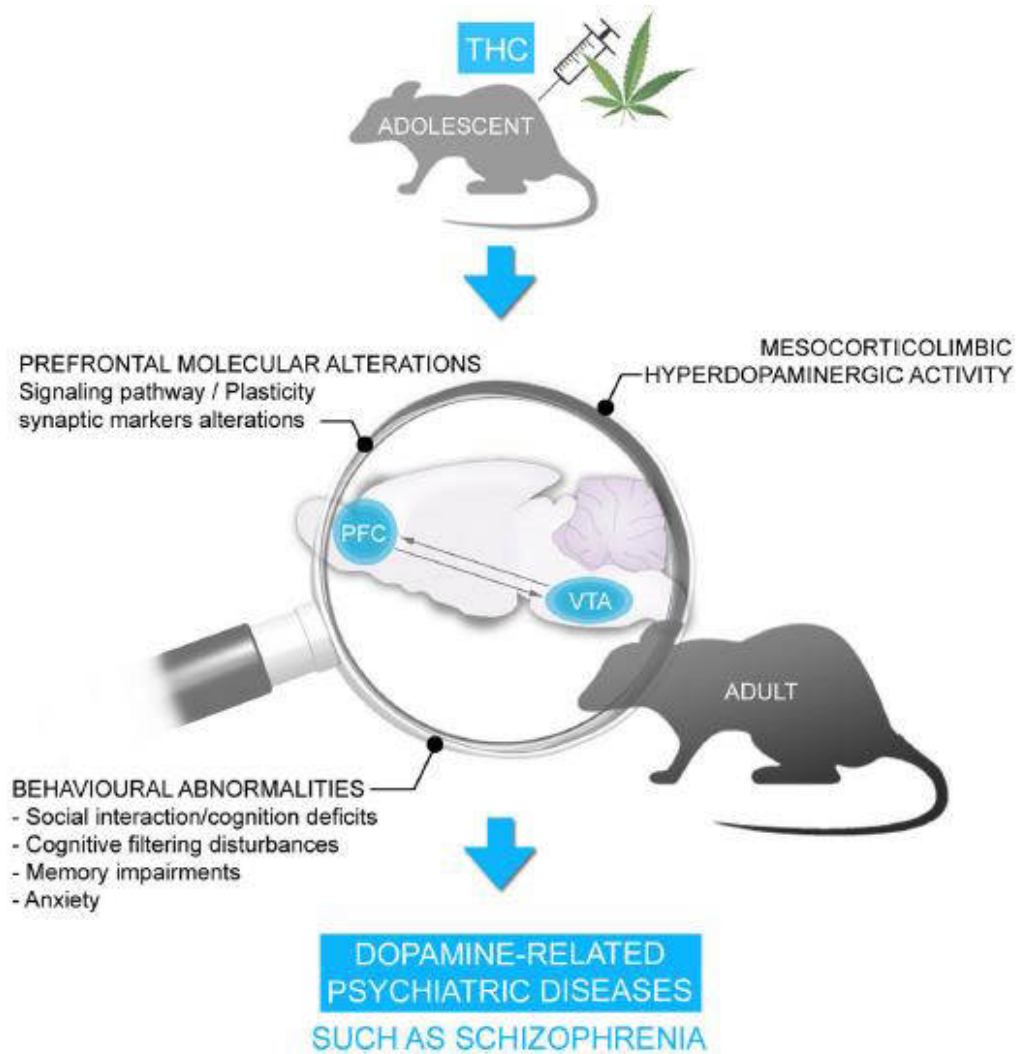 THC
ADOLESCENT
PREFRONTAL MOLECULAR ALTERATIONS
Signaling pathway / Plasticity
synaptic markers alterations
MESOCORTICOLIMBIC
HYPERDOPAMINERGIC ACTIVITY
PFC
VTA
ADULT
BEHAVIOURAL ABNORMALITIES
- Social interaction/cognition deficits
- Cognitive filtering disturbances
- Memory impairments
- Anxiety
DOPAMINE-RELATED
PSYCHIATRIC DISEASES
SUCH AS SCHIZOPHRENIA